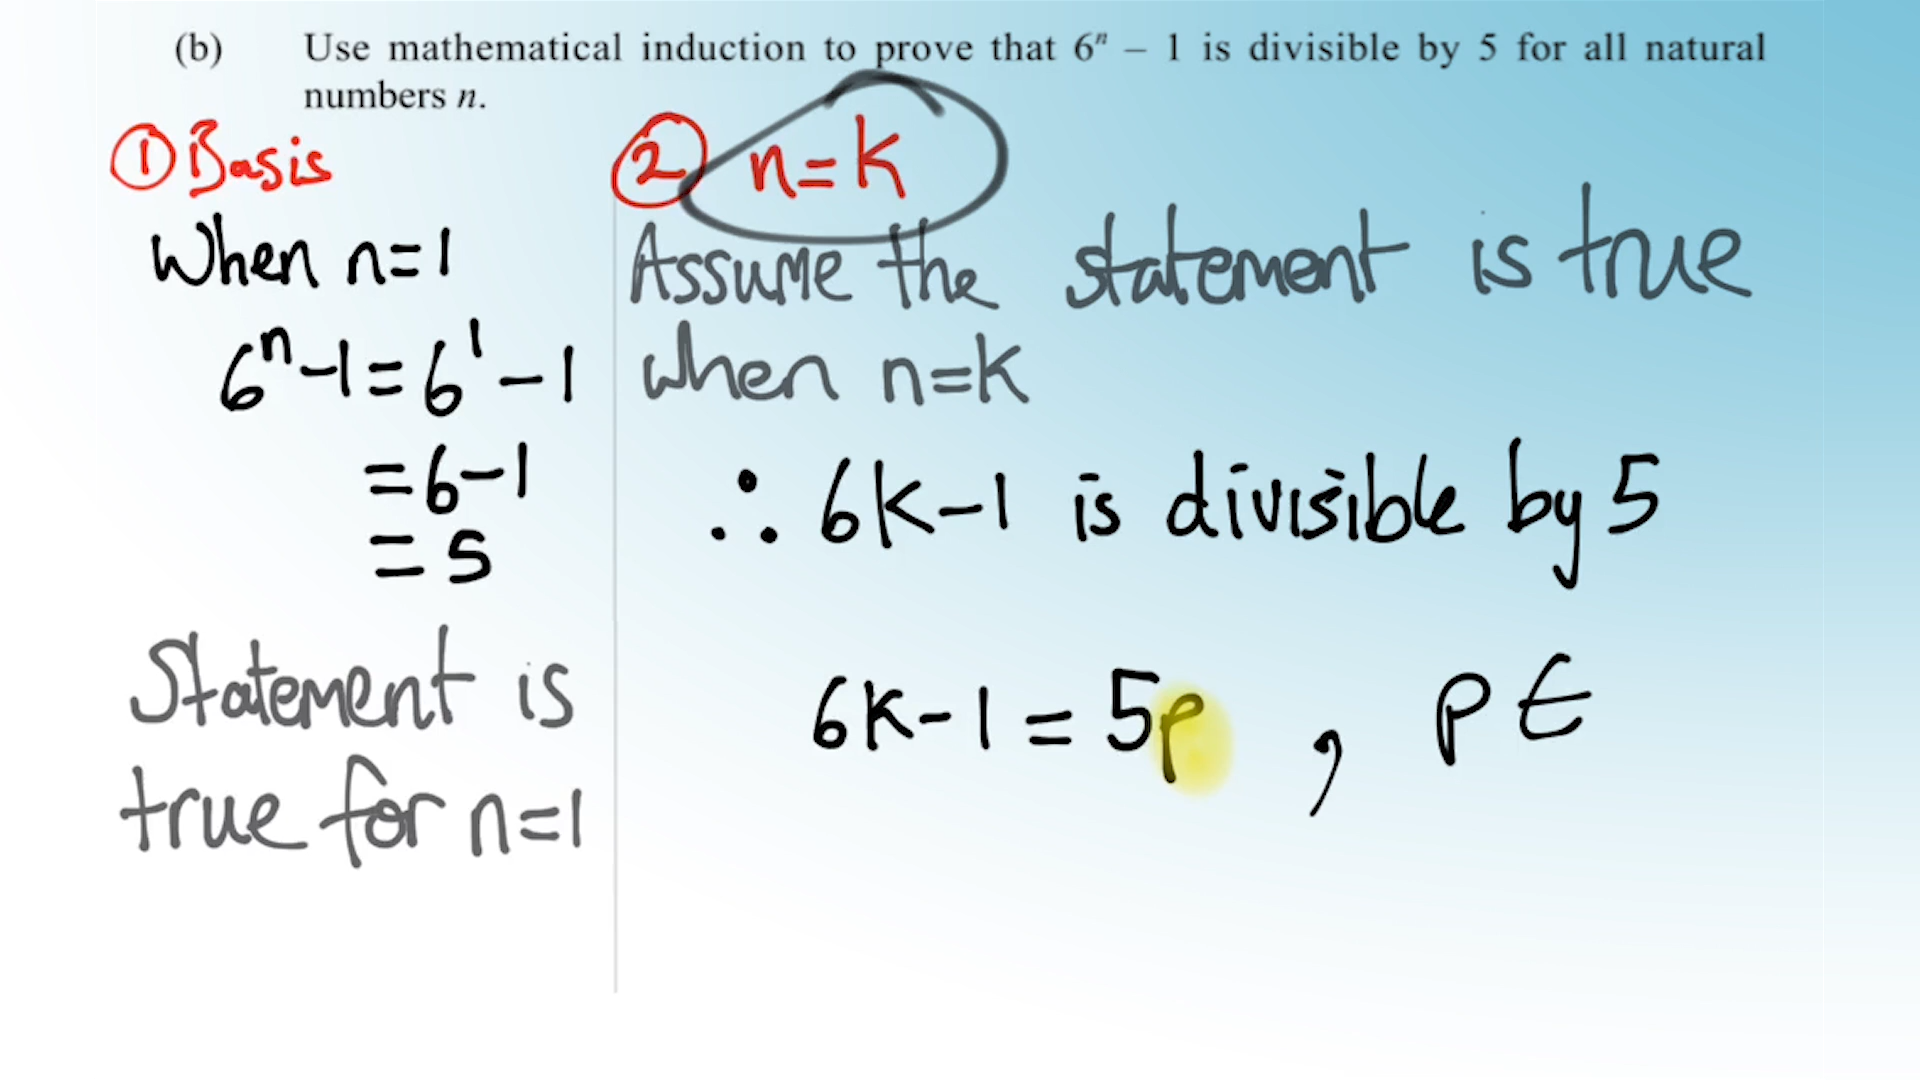 (b) Use mathematical induction to prove that 6ⁿ – 1 is divisible by 5 for all natural
numbers n.
① Basis
When n=1
6ⁿ-1=6¹-1
=6-1
=5
Statement is
true for n=1
② n=k
Assume the statement is true
when n=k
∴ 6k-1 is divisible by 5
6k-1=5p , p∈